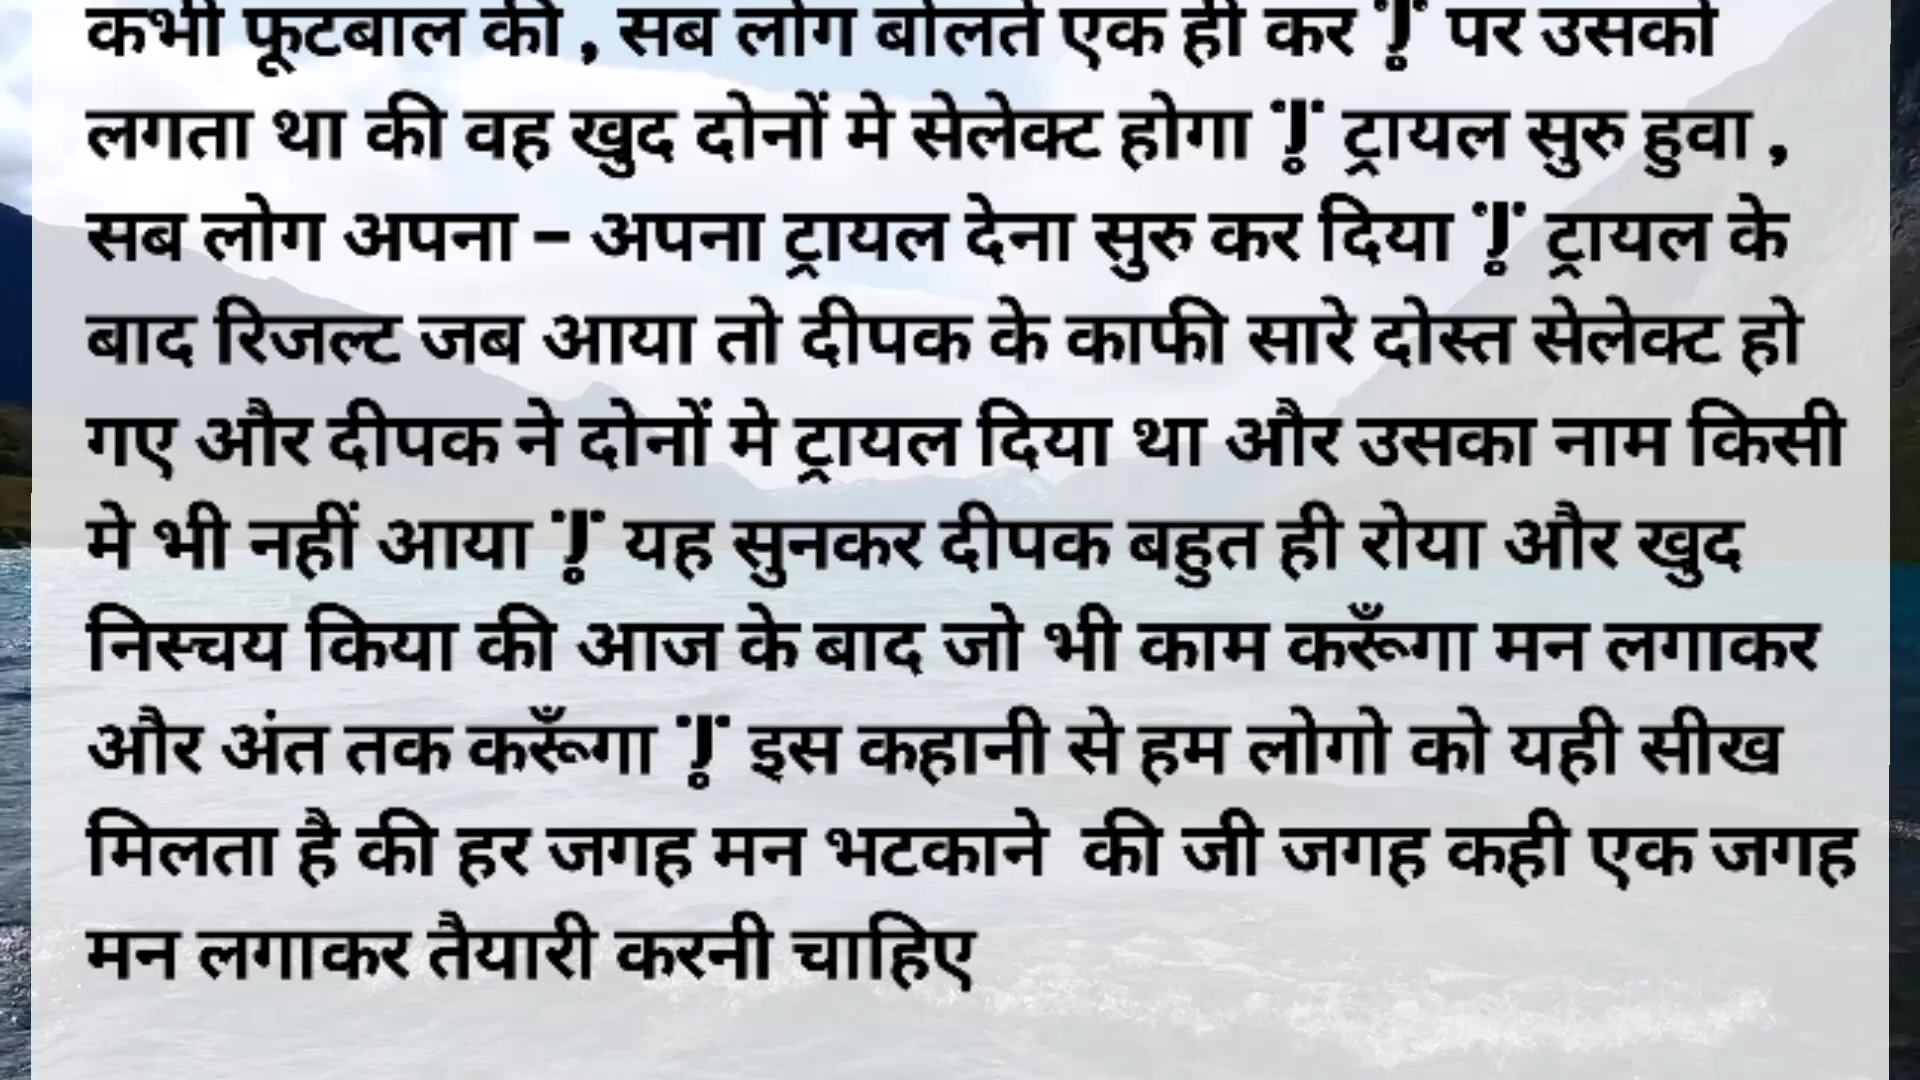 कभी फूटबाल की , सब लोग बोलते एक ही कर ! पर उसको
लगता था की वह खुद दोनों मे सेलेक्ट होगा ! ट्रायल सुरु हुवा ,
सब लोग अपना - अपना ट्रायल देना सुरु कर दिया ! ट्रायल के
बाद रिजल्ट जब आया तो दीपक के काफी सारे दोस्त सेलेक्ट हो
गए और दीपक ने दोनों मे ट्रायल दिया था और उसका नाम किसी
मे भी नहीं आया ! यह सुनकर दीपक बहुत ही रोया और खुद
निस्चय किया की आज के बाद जो भी काम करूँगा मन लगाकर
और अंत तक करूँगा ! इस कहानी से हम लोगो को यही सीख
मिलता है की हर जगह मन भटकाने की जी जगह कही एक जगह
मन लगाकर तैयारी करनी चाहिए